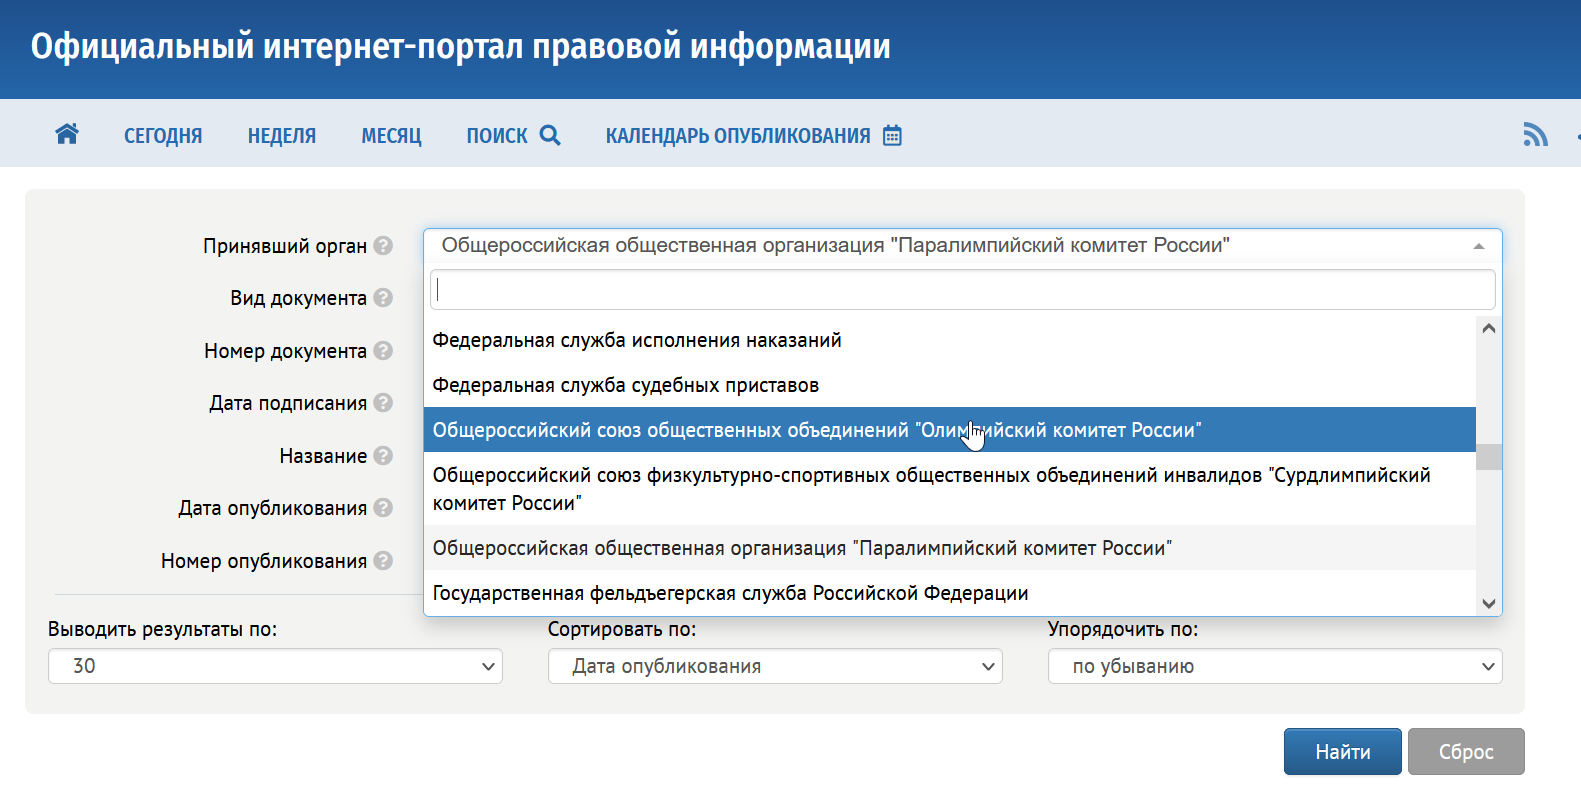 Официальный интернет-портал правовой информации
СЕГОДНЯ НЕДЕЛЯ МЕСЯЦ ПОИСК КАЛЕНДАРЬ ОПУБЛИКОВАНИЯ
Принявший орган ?
Общероссийская общественная организация "Паралимпийский комитет России"
Вид документа ?
Номер документа ?
Дата подписания ?
Название ?
Дата опубликования ?
Номер опубликования ?
Федеральная служба исполнения наказаний
Федеральная служба судебных приставов
Общероссийский союз общественных объединений "Олимпийский комитет России"
Общероссийский союз физкультурно-спортивных общественных объединений инвалидов "Сурдлимпийский
комитет России"
Общероссийская общественная организация "Паралимпийский комитет России"
Государственная фельдъегерская служба Российской Федерации
Выводить результаты по: Сортировать по: Упорядочить по:
30 Дата опубликования по убыванию
Найти Сброс